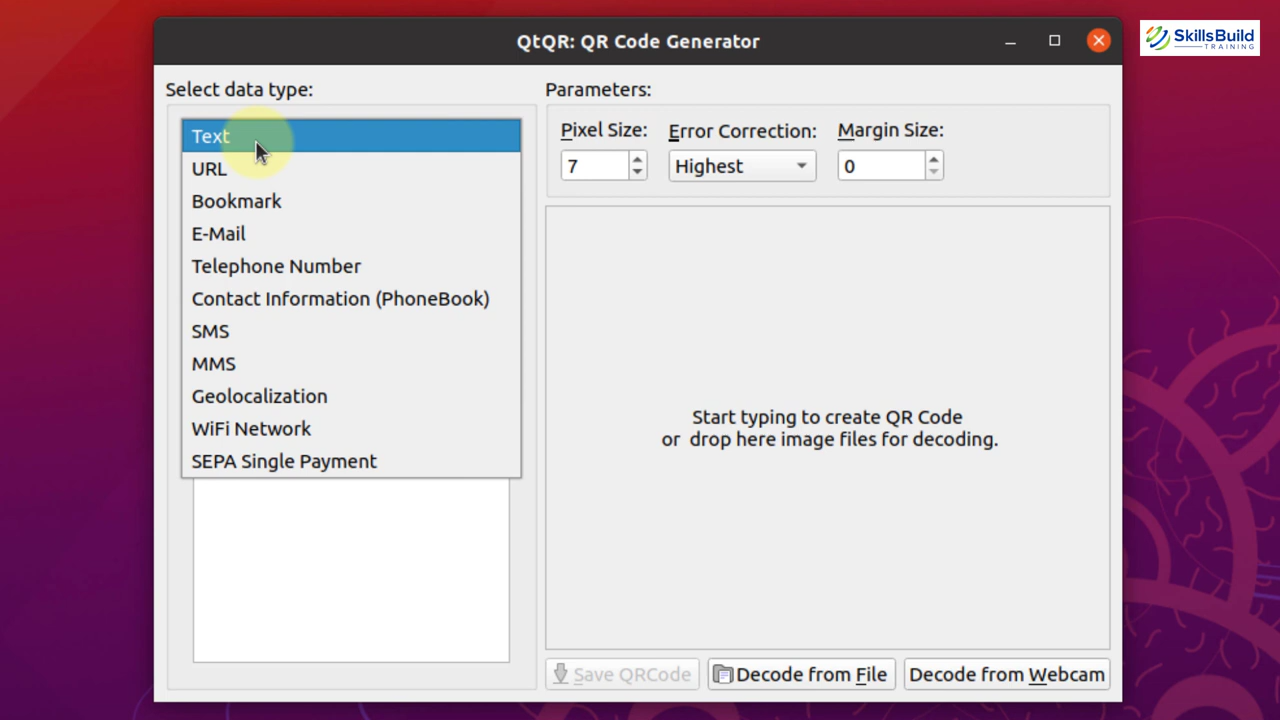 QtQR: QR Code Generator
SkillsBuild
TRAINING
Select data type:
Text
URL
Bookmark
E-Mail
Telephone Number
Contact Information (PhoneBook)
SMS
MMS
Geolocalization
WiFi Network
SEPA Single Payment
Parameters:
Pixel Size: Error Correction: Margin Size:
7 Highest 0
Start typing to create QR Code
or drop here image files for decoding.
Save QRCode Decode from File Decode from Webcam